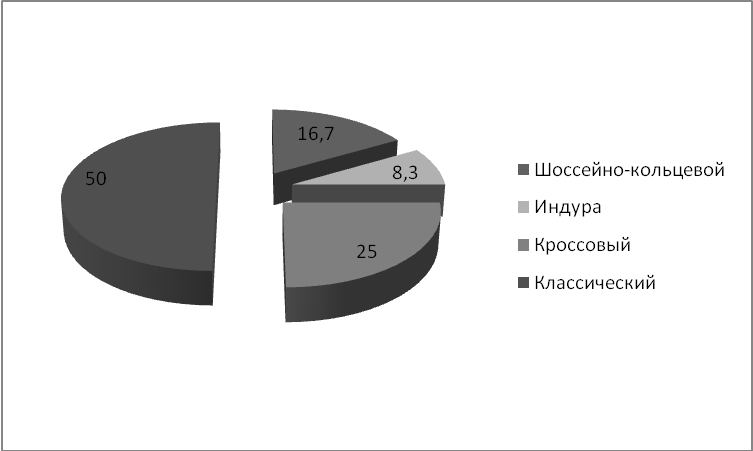 16,7
8,3
25
50
Шоссейно-кольцевой
Индура
Кроссовый
Классический